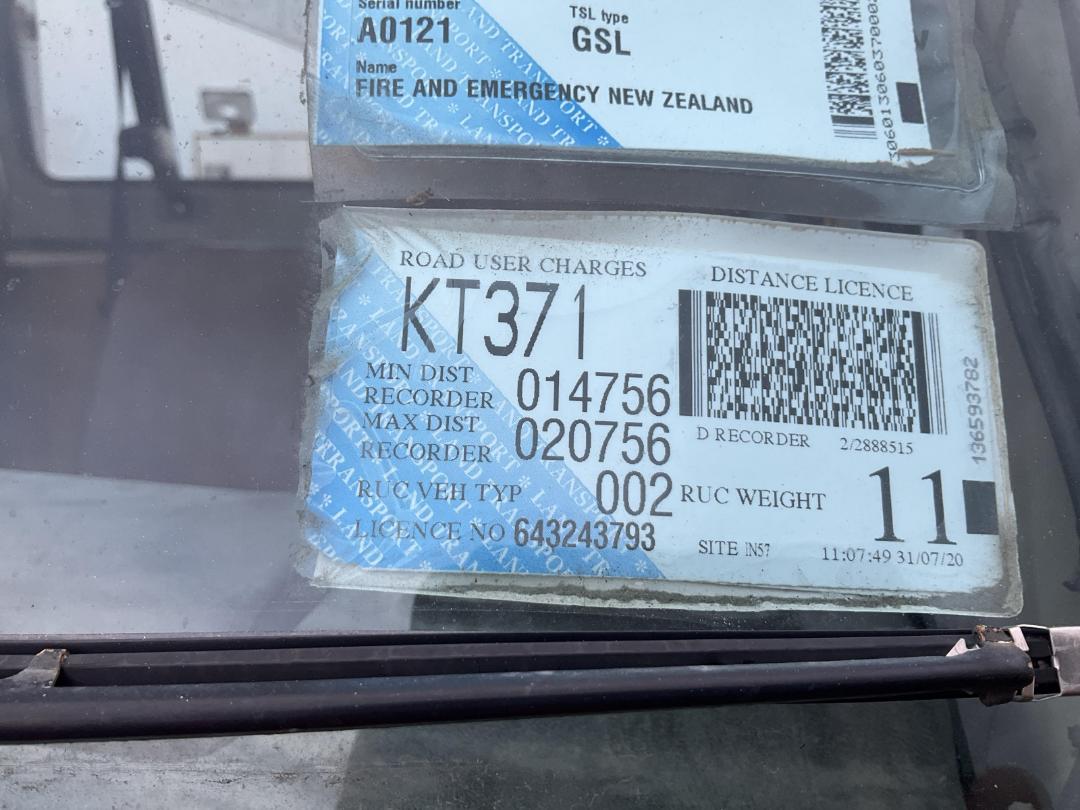 Serial number
A0121
TSL type
GSL
Name
FIRE AND EMERGENCY NEW ZEALAND
ROAD USER CHARGES
KT371
DISTANCE LICENCE
MIN DIST
RECORDER 014756
MAX DIST
RECORDER 020756
D RECORDER 2/2888515
136593782
RUC VEH TYP 002
RUC WEIGHT 11
LICENCE NO 643243793
SITE IN57
11:07:49 31/07/20